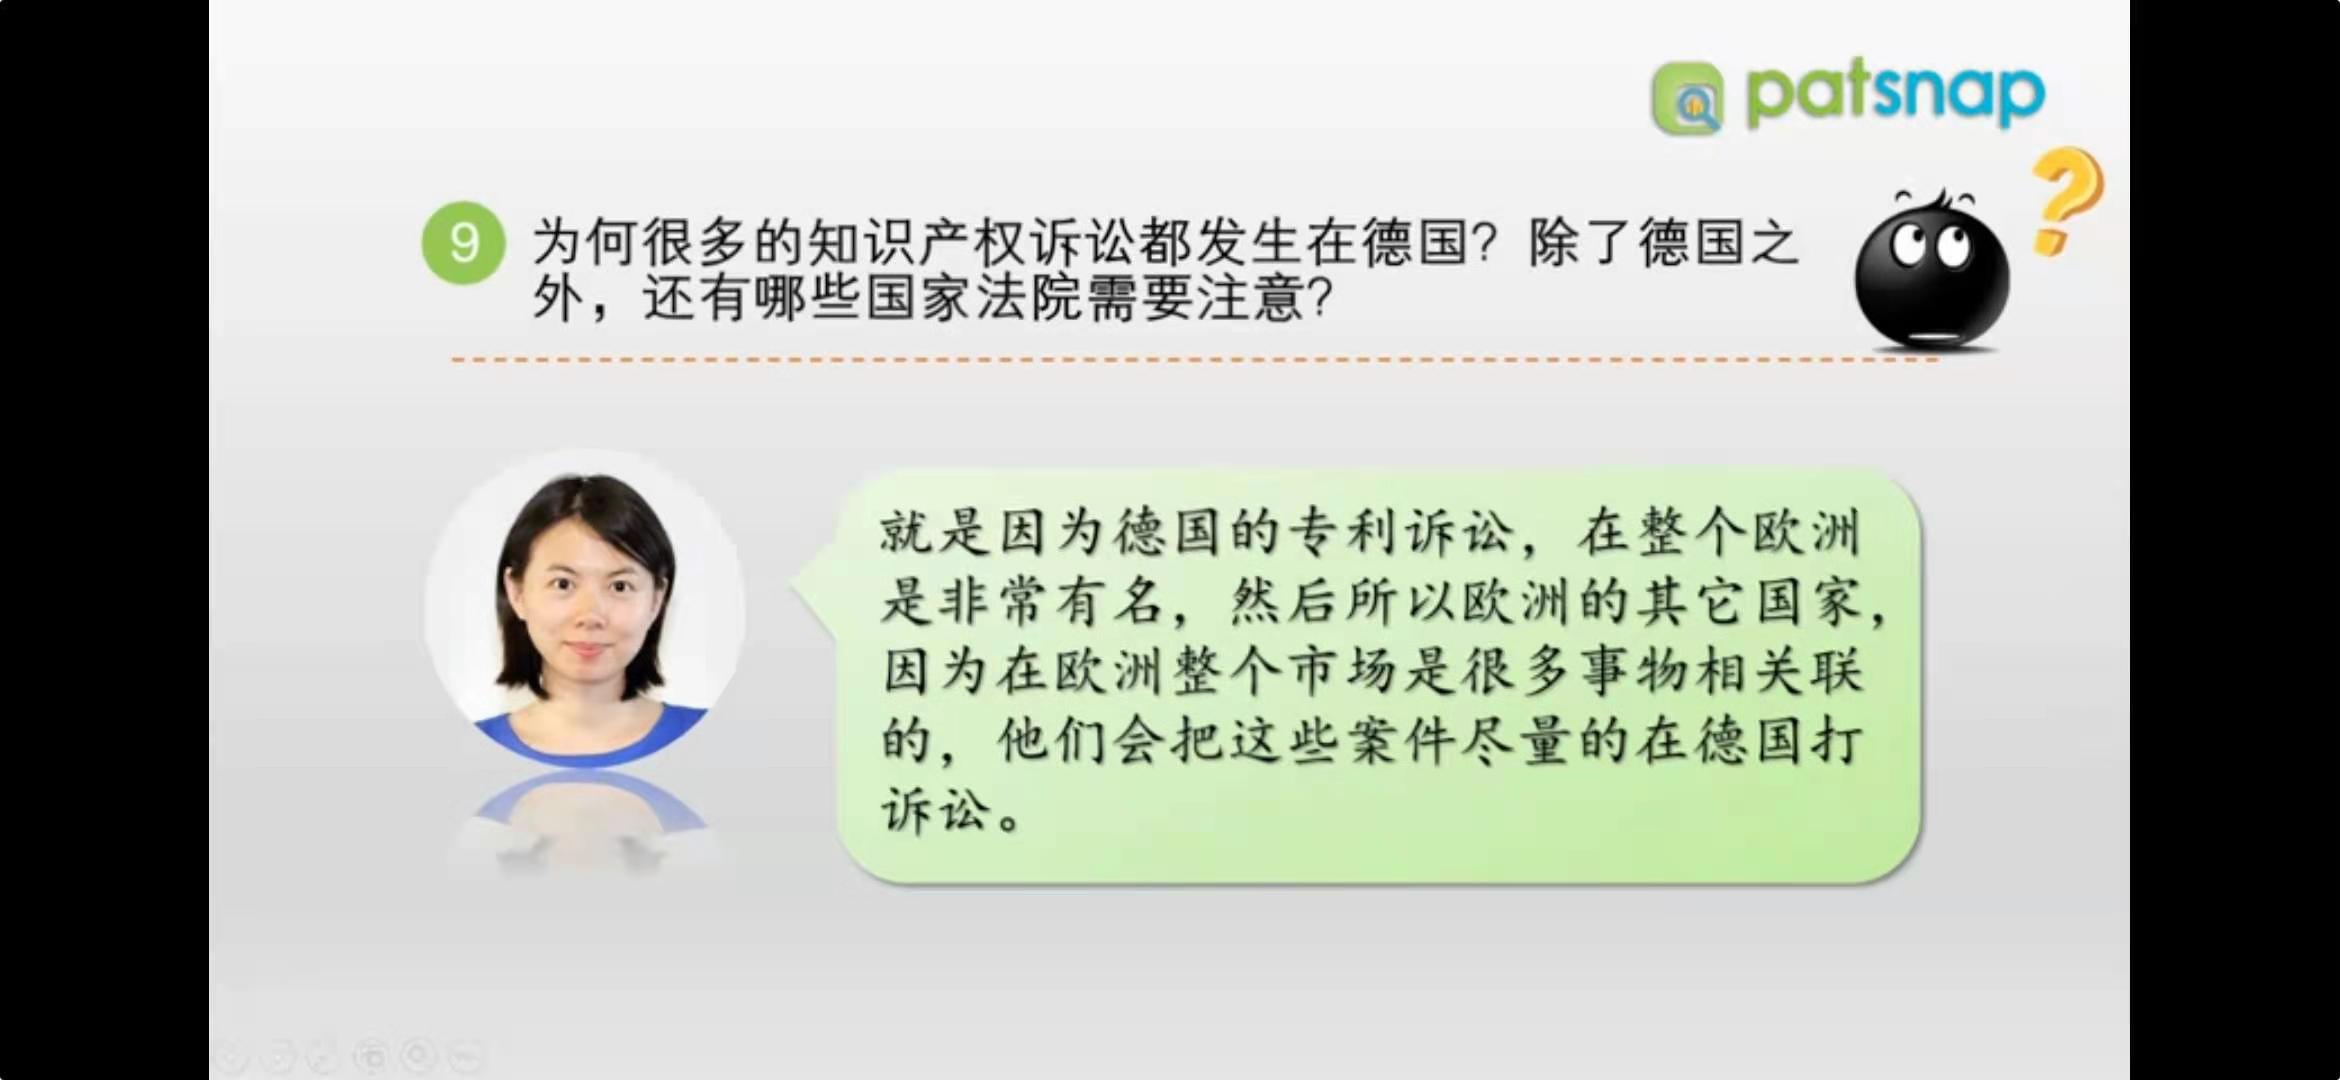 patsnap
9
为何很多的知识产权诉讼都发生在德国？除了德国之
外，还有哪些国家法院需要注意？
就是因为德国的专利诉讼，在整个欧洲
是非常有名，然后所以欧洲的其它国家，
因为在欧洲整个市场是很多事物相关联
的，他们会把这些案件尽量的在德国打
诉讼。